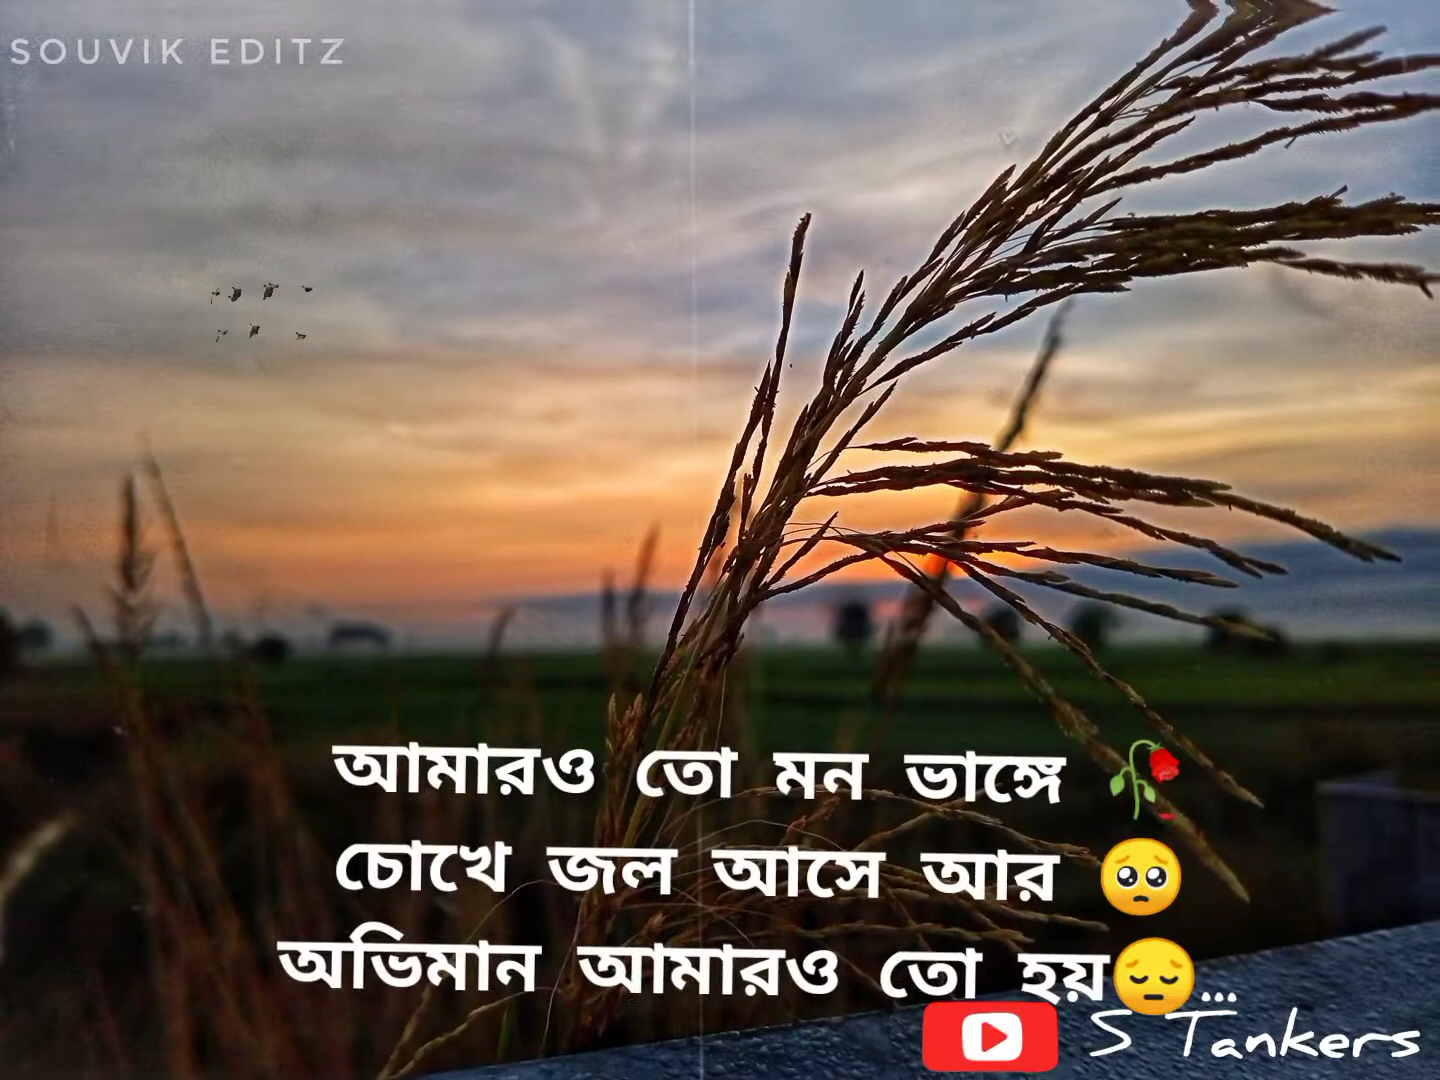 SOUVIK EDITZ
আমারও তো মন ভাঙ্গে 🥀
চোখে জল আসে আর 🥺
অভিমান আমারও তো হয়😔...
S Tankers